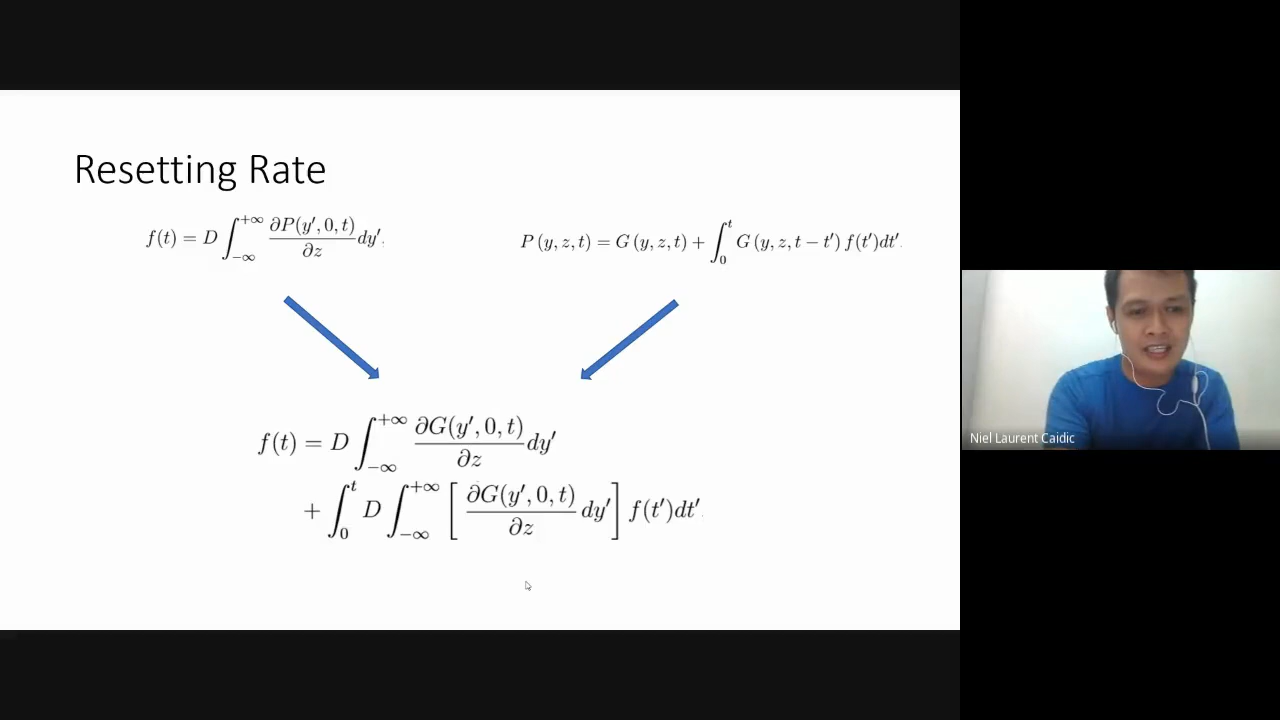 Resetting Rate
f(t) = D ∫_{-∞}^{+∞} ∂P(y′, 0, t)/∂z dy′.
P (y, z, t) = G (y, z, t) + ∫_0^t G (y, z, t − t′) f(t′)dt′.
f(t) = D ∫_{-∞}^{+∞} ∂G(y′, 0, t)/∂z dy′
+ ∫_0^t D ∫_{-∞}^{+∞} [ ∂G(y′, 0, t)/∂z dy′ ] f(t′)dt′.
Niel Laurent Caidic